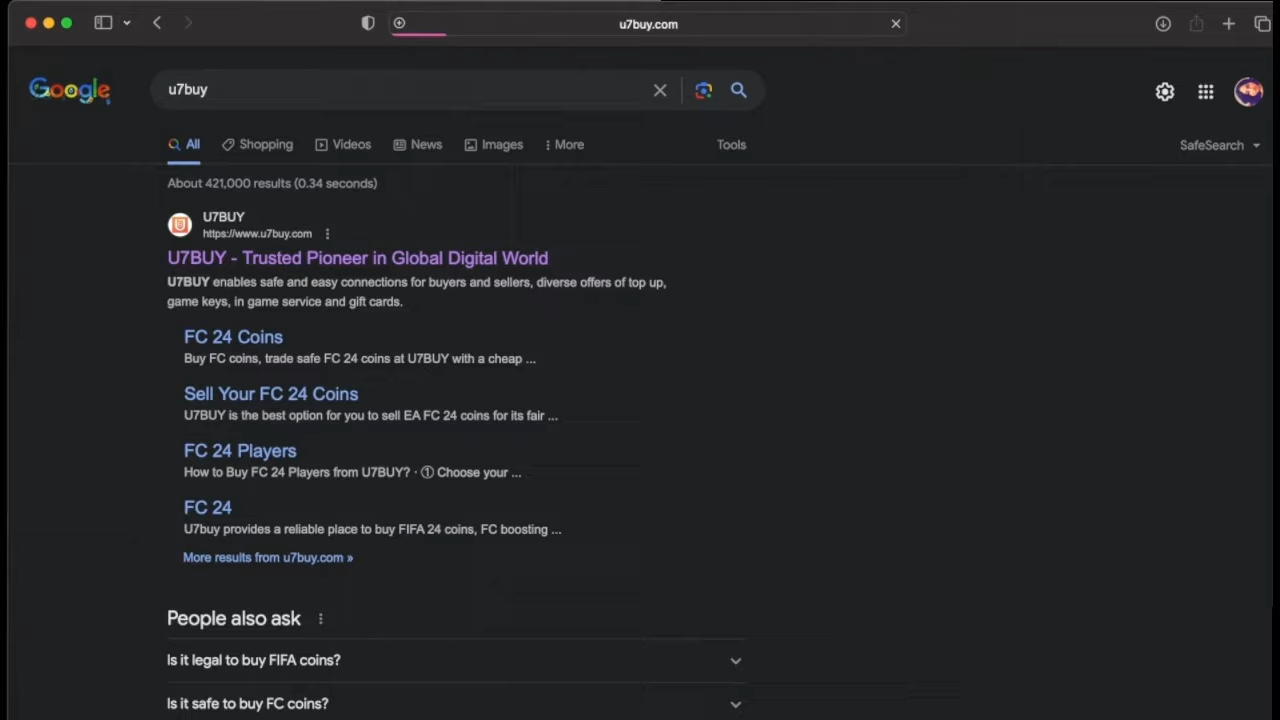 u7buy.com
Google
u7buy
All
Shopping
Videos
News
Images
More
Tools
SafeSearch
About 421,000 results (0.34 seconds)
U7BUY
https://www.u7buy.com
U7BUY - Trusted Pioneer in Global Digital World
U7BUY enables safe and easy connections for buyers and sellers, diverse offers of top up,
game keys, in game service and gift cards.
FC 24 Coins
Buy FC coins, trade safe FC 24 coins at U7BUY with a cheap ...
Sell Your FC 24 Coins
U7BUY is the best option for you to sell EA FC 24 coins for its fair ...
FC 24 Players
How to Buy FC 24 Players from U7BUY? · ① Choose your ...
FC 24
U7buy provides a reliable place to buy FIFA 24 coins, FC boosting ...
More results from u7buy.com »
People also ask
Is it legal to buy FIFA coins?
Is it safe to buy FC coins?